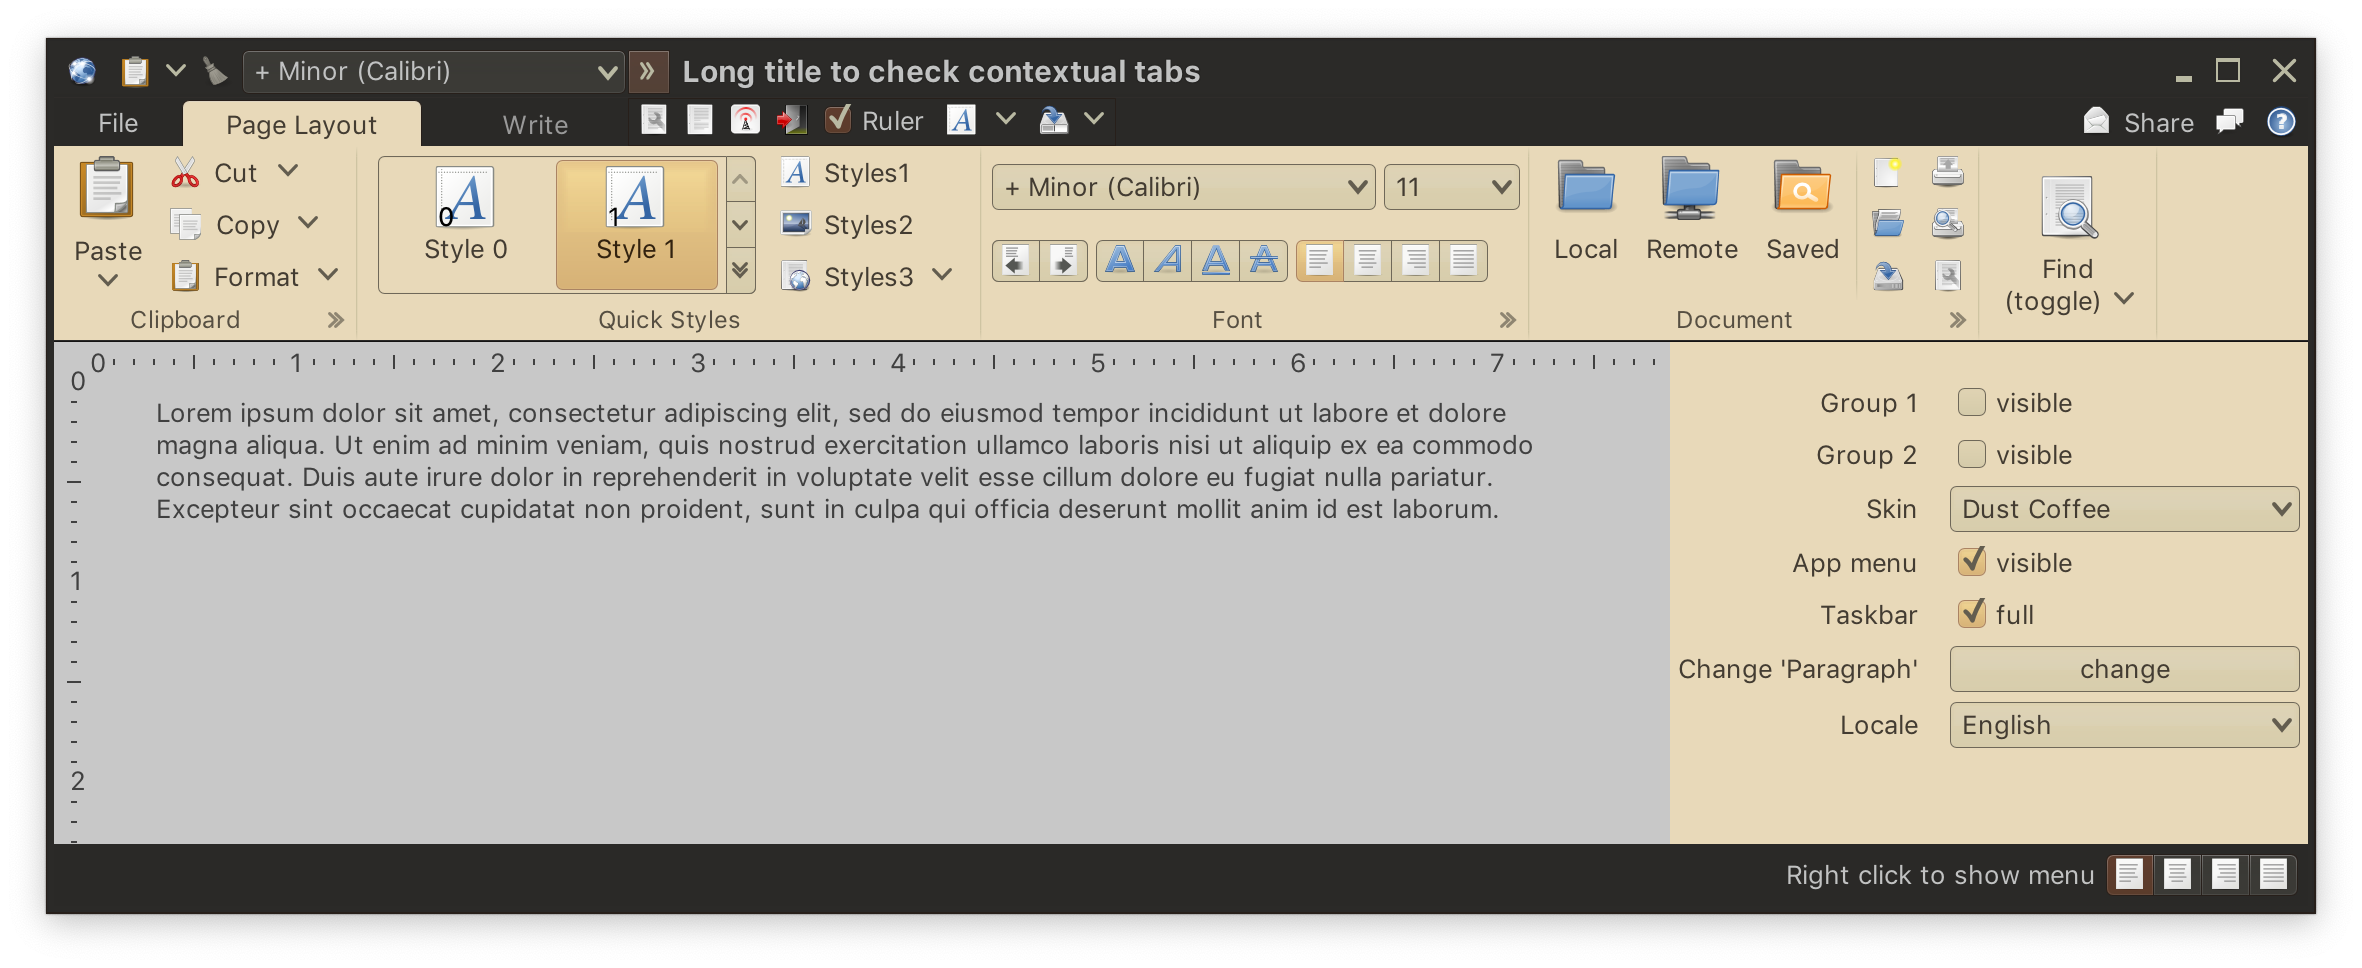 + Minor (Calibri)
Long title to check contextual tabs
File
Page Layout
Write
Ruler
Share
Paste
Cut
Copy
Format
Clipboard
0
Style 0
1
Style 1
Styles1
Styles2
Styles3
Quick Styles
+ Minor (Calibri)
11
Font
Local
Remote
Saved
Document
Find
(toggle)
0 1 2 3 4 5 6 7
0
1
2
Lorem ipsum dolor sit amet, consectetur adipiscing elit, sed do eiusmod tempor incididunt ut labore et dolore
magna aliqua. Ut enim ad minim veniam, quis nostrud exercitation ullamco laboris nisi ut aliquip ex ea commodo
consequat. Duis aute irure dolor in reprehenderit in voluptate velit esse cillum dolore eu fugiat nulla pariatur.
Excepteur sint occaecat cupidatat non proident, sunt in culpa qui officia deserunt mollit anim id est laborum.
Group 1 visible
Group 2 visible
Skin Dust Coffee
App menu visible
Taskbar full
Change 'Paragraph' change
Locale English
Right click to show menu